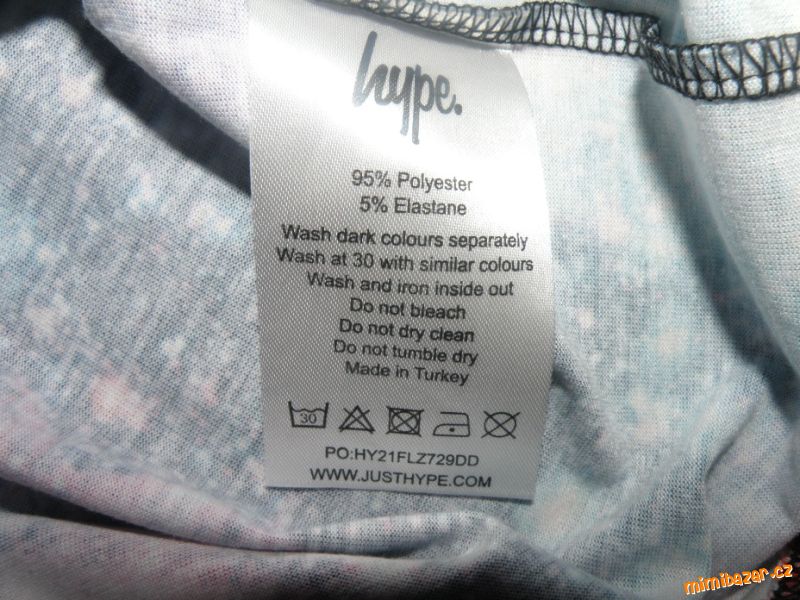 hype.
95% Polyester
5% Elastane
Wash dark colours separately
Wash at 30 with similar colours
Wash and iron inside out
Do not bleach
Do not dry clean
Do not tumble dry
Made in Turkey
30
PO:HY21FLZ729DD
WWW.JUSTHYPE.COM
mimibazar.cz